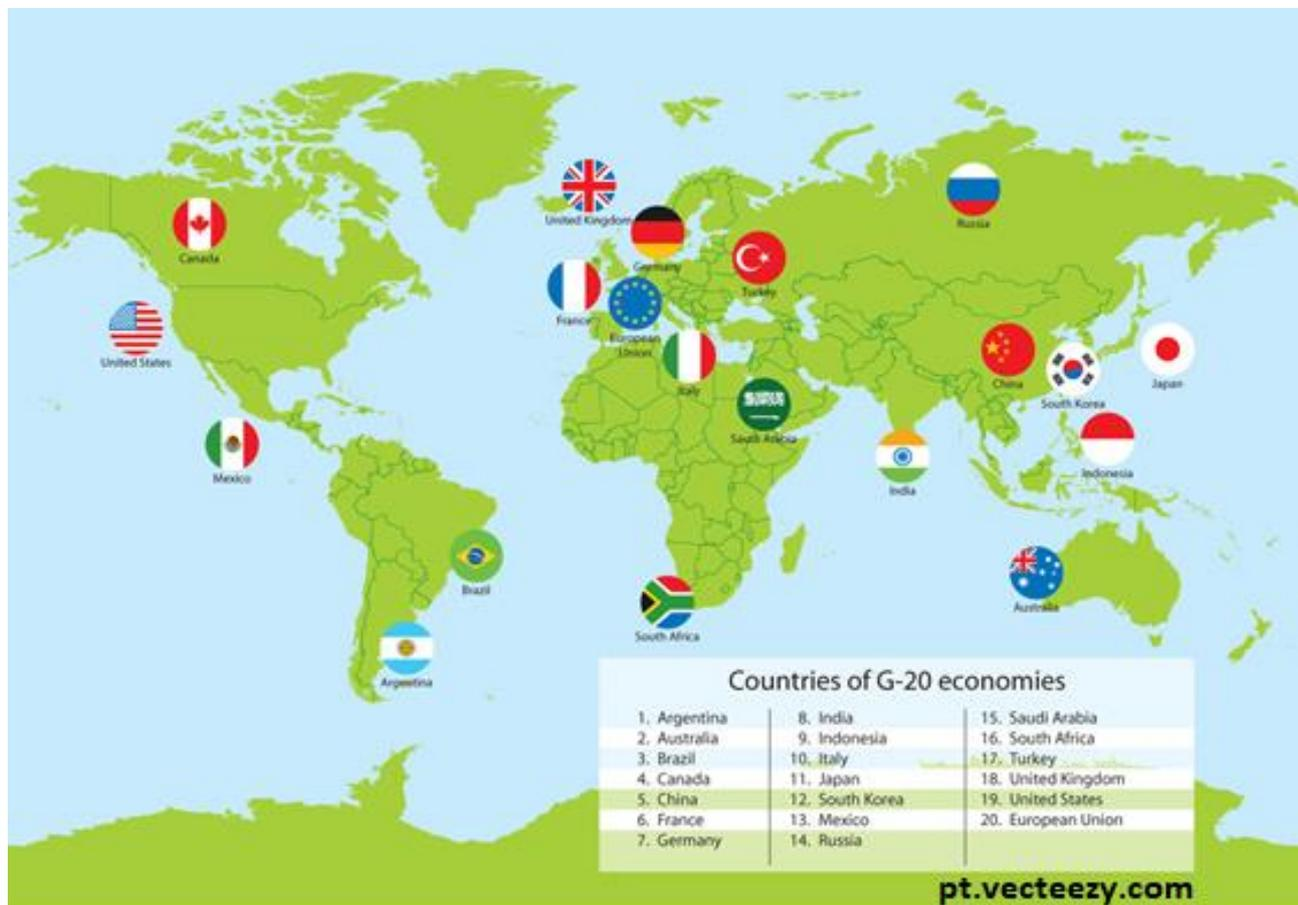 United Kingdom
Russia
Canada
Germany
Turkey
France
European
Union
United States
Italy
China
South Korea
Japan
South Arabia
Mexico
India
Indonesia
Brazil
Australia
South Africa
Argentina
Countries of G-20 economies
1. Argentina
2. Australia
3. Brazil
4. Canada
5. China
6. France
7. Germany
8. India
9. Indonesia
10. Italy
11. Japan
12. South Korea
13. Mexico
14. Russia
15. Saudi Arabia
16. South Africa
17. Turkey
18. United Kingdom
19. United States
20. European Union
pt.vecteezy.com